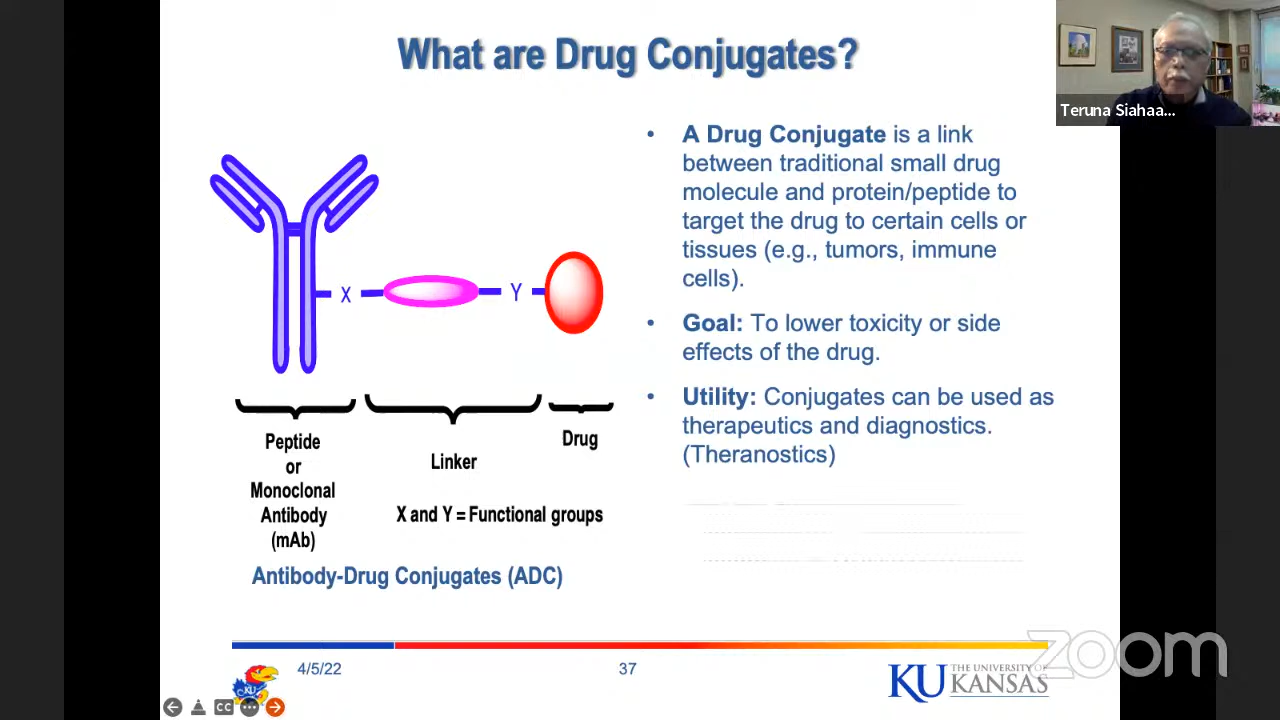 What are Drug Conjugates?
Teruna Siahaa...
X
Y
Peptide
or
Monoclonal
Antibody
(mAb)
Linker
Drug
X and Y = Functional groups
Antibody-Drug Conjugates (ADC)
• A Drug Conjugate is a link
between traditional small drug
molecule and protein/peptide to
target the drug to certain cells or
tissues (e.g., tumors, immune
cells).
• Goal: To lower toxicity or side
effects of the drug.
• Utility: Conjugates can be used as
therapeutics and diagnostics.
(Theranostics)
4/5/22
37
KU THE UNIVERSITY OF
KANSAS
zoom
CC